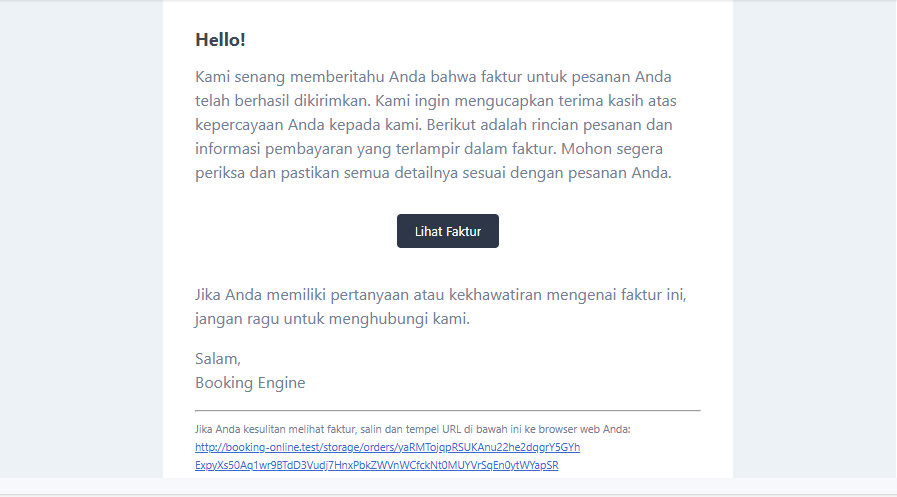 Hello!
Kami senang memberitahu Anda bahwa faktur untuk pesanan Anda
telah berhasil dikirimkan. Kami ingin mengucapkan terima kasih atas
kepercayaan Anda kepada kami. Berikut adalah rincian pesanan dan
informasi pembayaran yang terlampir dalam faktur. Mohon segera
periksa dan pastikan semua detailnya sesuai dengan pesanan Anda.
Lihat Faktur
Jika Anda memiliki pertanyaan atau kekhawatiran mengenai faktur ini,
jangan ragu untuk menghubungi kami.
Salam,
Booking Engine
Jika Anda kesulitan melihat faktur, salin dan tempel URL di bawah ini ke browser web Anda:
http://booking-online.test/storage/orders/yaRMTojqpRSUKAnu22he2dqgrY5GYh
ExpyXs50Aq1wr9BTdD3Vudj7HnxPbkZWVnWCfckNt0MUYVrSqEn0ytWYapSR